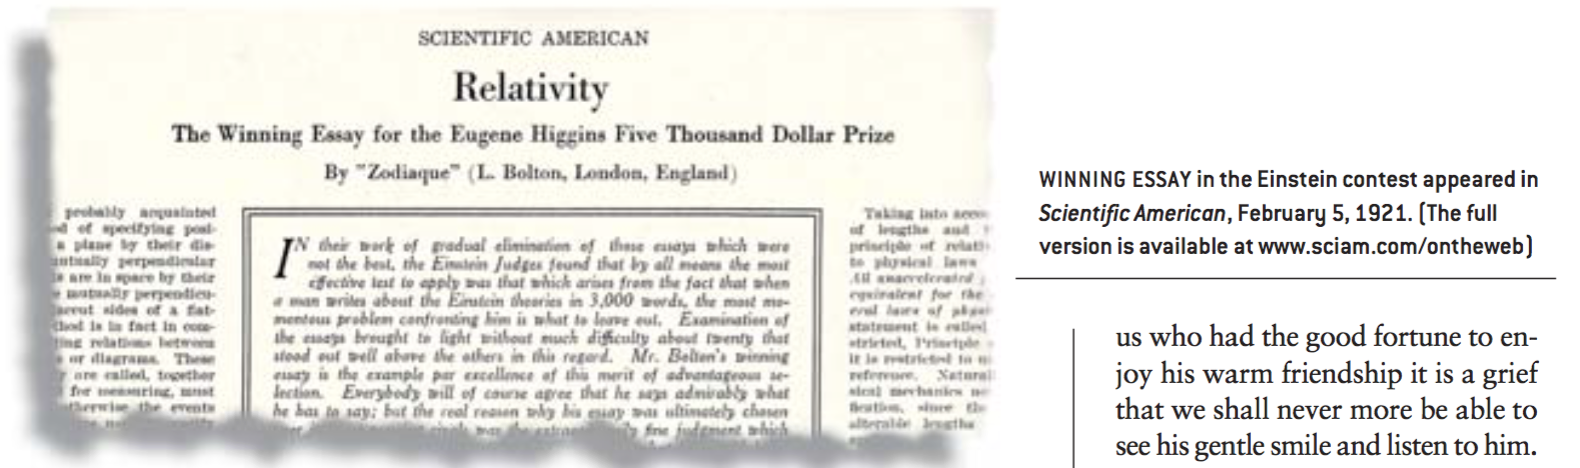 SCIENTIFIC AMERICAN
Relativity
The Winning Essay for the Eugene Higgins Five Thousand Dollar Prize
By "Zodiaque" (L. Bolton, London, England)
probably acquainted
of specifying posi-
a plane by their dis-
mutually perpendicular
are in space by their
mutually perpendicu-
sides of a flat-
is in fact in com-
relations between
or diagrams. These
are called, together
for measuring, must
otherwise the events
IN their work of gradual elimination of those essays which were
not the best, the Einstein Judges found that by all means the most
effective test to apply was that which arises from the fact that when
a man writes about the Einstein theories in 3,000 words, the most mo-
mentous problem confronting him is what to leave out. Examination of
the essays brought to light without much difficulty about twenty that
stood out well above the others in this regard. Mr. Bolton's winning
essay is the example par excellence of this merit of advantageous se-
lection. Everybody will of course agree that he says admirably what
he has to say; but the real reason why his essay was ultimately chosen
was the fine judgment which
Taking into
of lengths and
principle of
to physical laws
All unaccelerated
equivalent for the
laws of
statement is called
stricted, Principle
it is restricted to
reference. Natural
mechanics
fication, since the
alterable lengths
WINNING ESSAY in the Einstein contest appeared in
Scientific American, February 5, 1921. (The full
version is available at www.sciam.com/ontheweb)
us who had the good fortune to en-
joy his warm friendship it is a grief
that we shall never more be able to
see his gentle smile and listen to him.